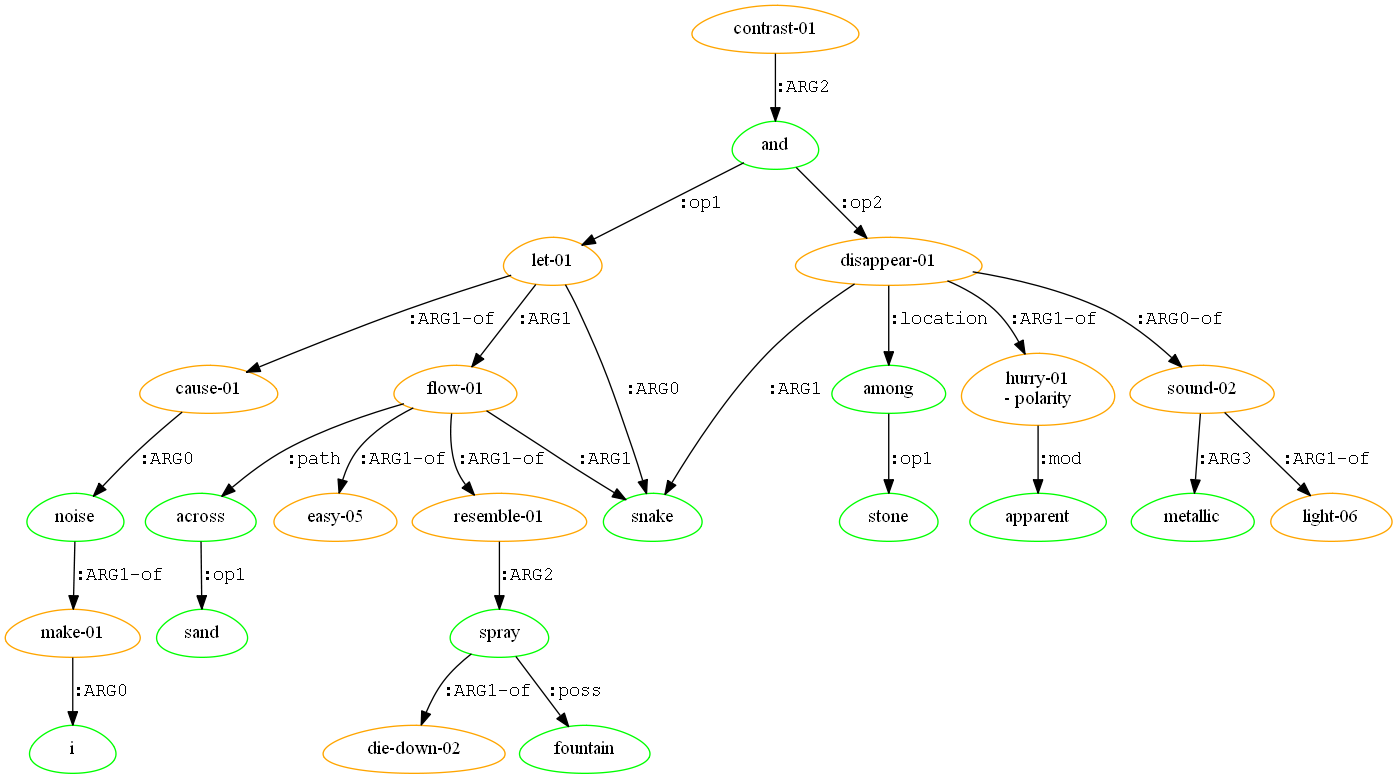 contrast-01
:ARG2
and
:op1
:op2
let-01
disappear-01
:ARG1-of
:ARG1
:location
:ARG1-of
:ARG0-of
:ARG0
:ARG1
cause-01
flow-01
among
hurry-01
- polarity
sound-02
:ARG0
:path
:ARG1-of
:ARG1-of
:ARG1
:op1
:mod
:ARG3
:ARG1-of
noise
across
easy-05
resemble-01
snake
stone
apparent
metallic
light-06
:ARG1-of
:op1
:ARG2
make-01
sand
spray
:ARG0
:ARG1-of
:poss
i
die-down-02
fountain